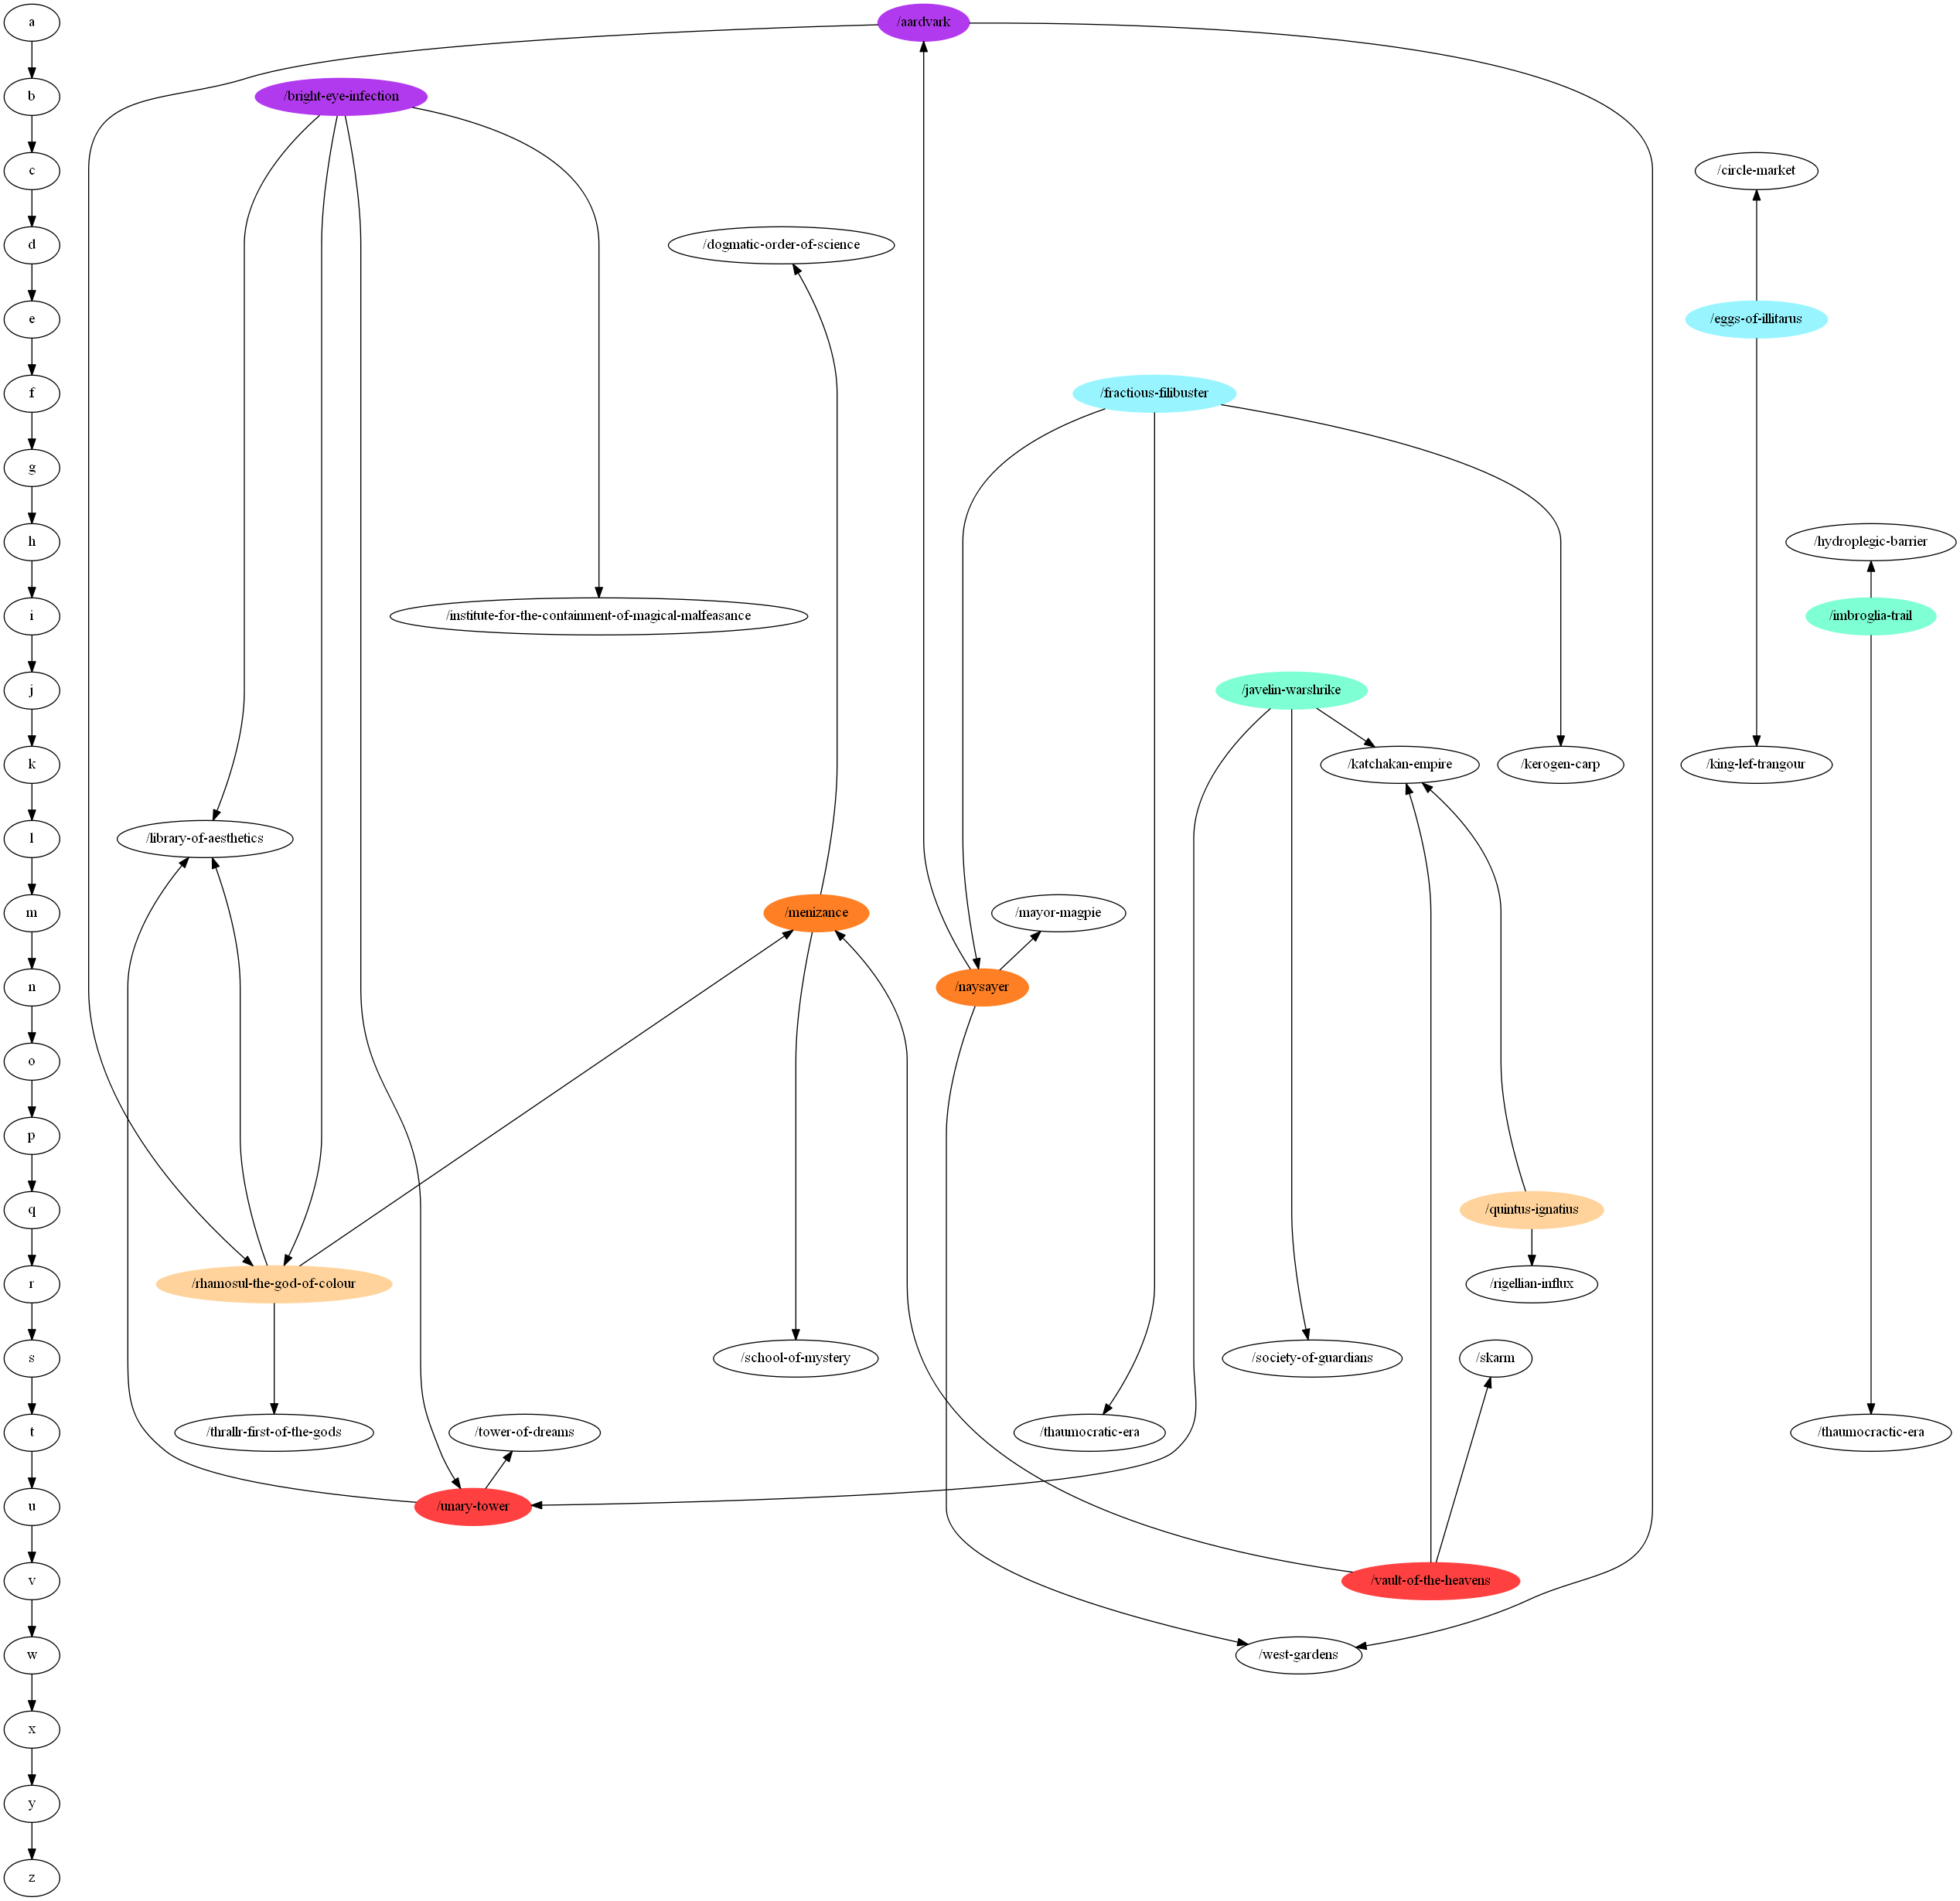 a
/aardvark
b
/bright-eye-infection
c
/circle-market
d
/dogmatic-order-of-science
e
/eggs-of-illitarus
f
/fractious-filibuster
g
h
/hydroplegic-barrier
i
/institute-for-the-containment-of-magical-malfeasance
/imbroglia-trail
j
/javelin-warshrike
k
/katchakan-empire
/kerogen-carp
/king-lef-trangour
l
/library-of-aesthetics
m
/menizance
/mayor-magpie
n
/naysayer
o
p
q
/quintus-ignatius
r
/rhamosul-the-god-of-colour
/rigellian-influx
s
/school-of-mystery
/society-of-guardians
/skarm
t
/thrallr-first-of-the-gods
/tower-of-dreams
/thaumocratic-era
/thaumocractic-era
u
/unary-tower
v
/vault-of-the-heavens
w
/west-gardens
x
y
z